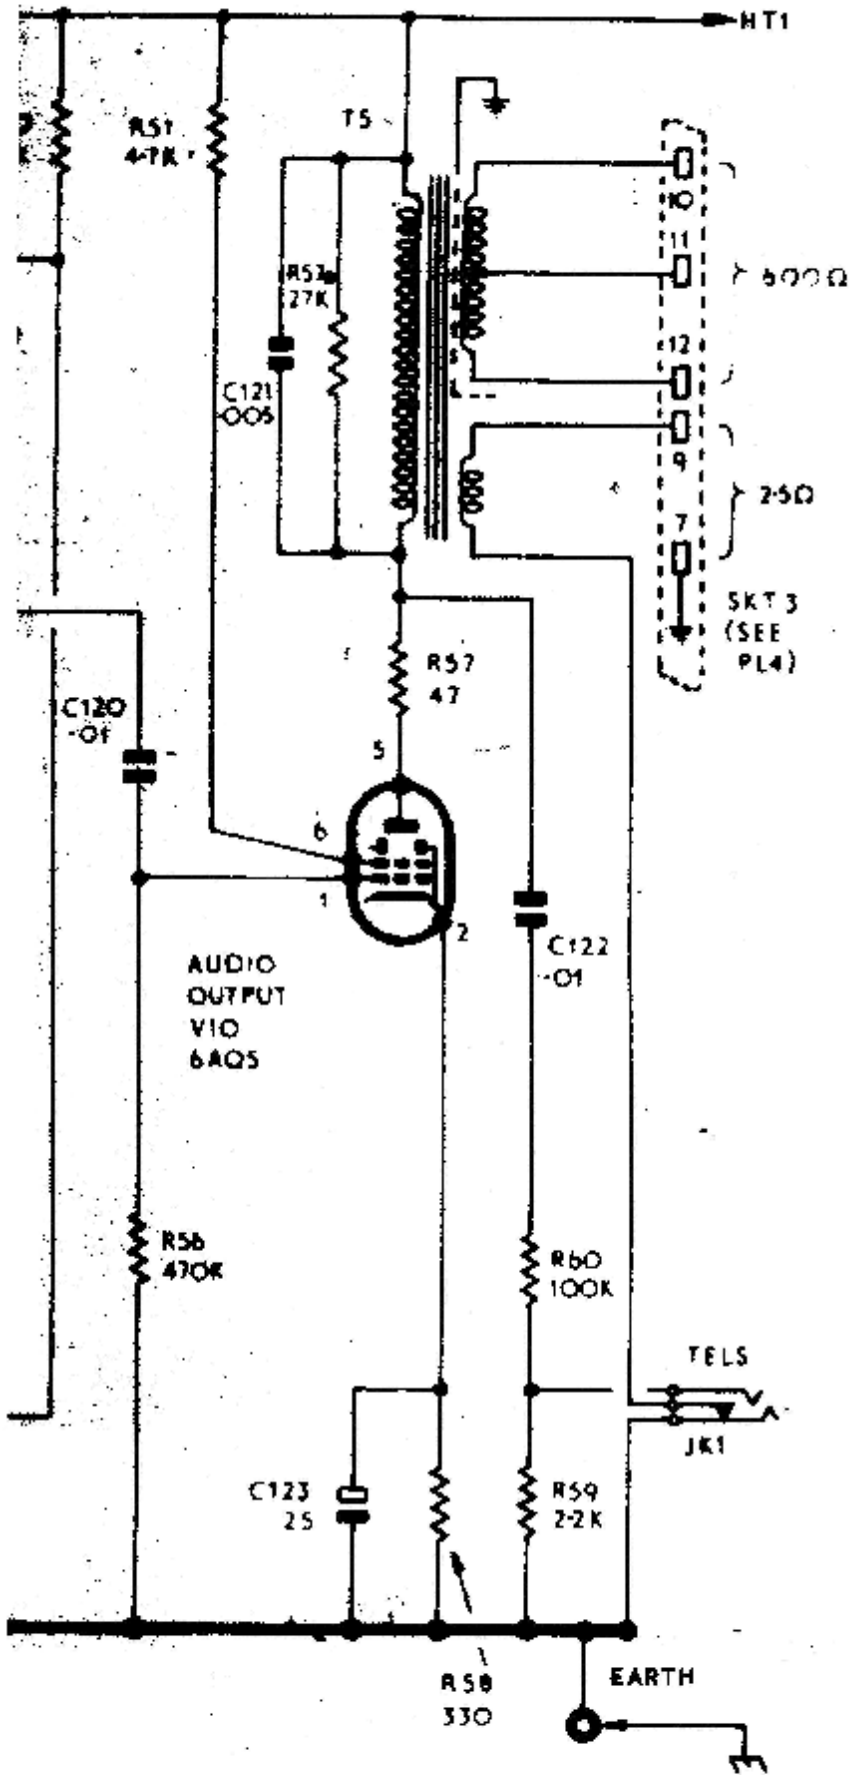 HT1
T5
R51
4·7K
10
11
R53
27K
600Ω
12
C121
·005
9
2·5Ω
7
SKT 3
(SEE
PL4)
R57
47
C120
·01
5
6
1
2
C122
·01
AUDIO
OUTPUT
V10
6AQ5
R56
470K
R60
100K
TELS
JK1
C123
25
R59
2·2K
R58
330
EARTH